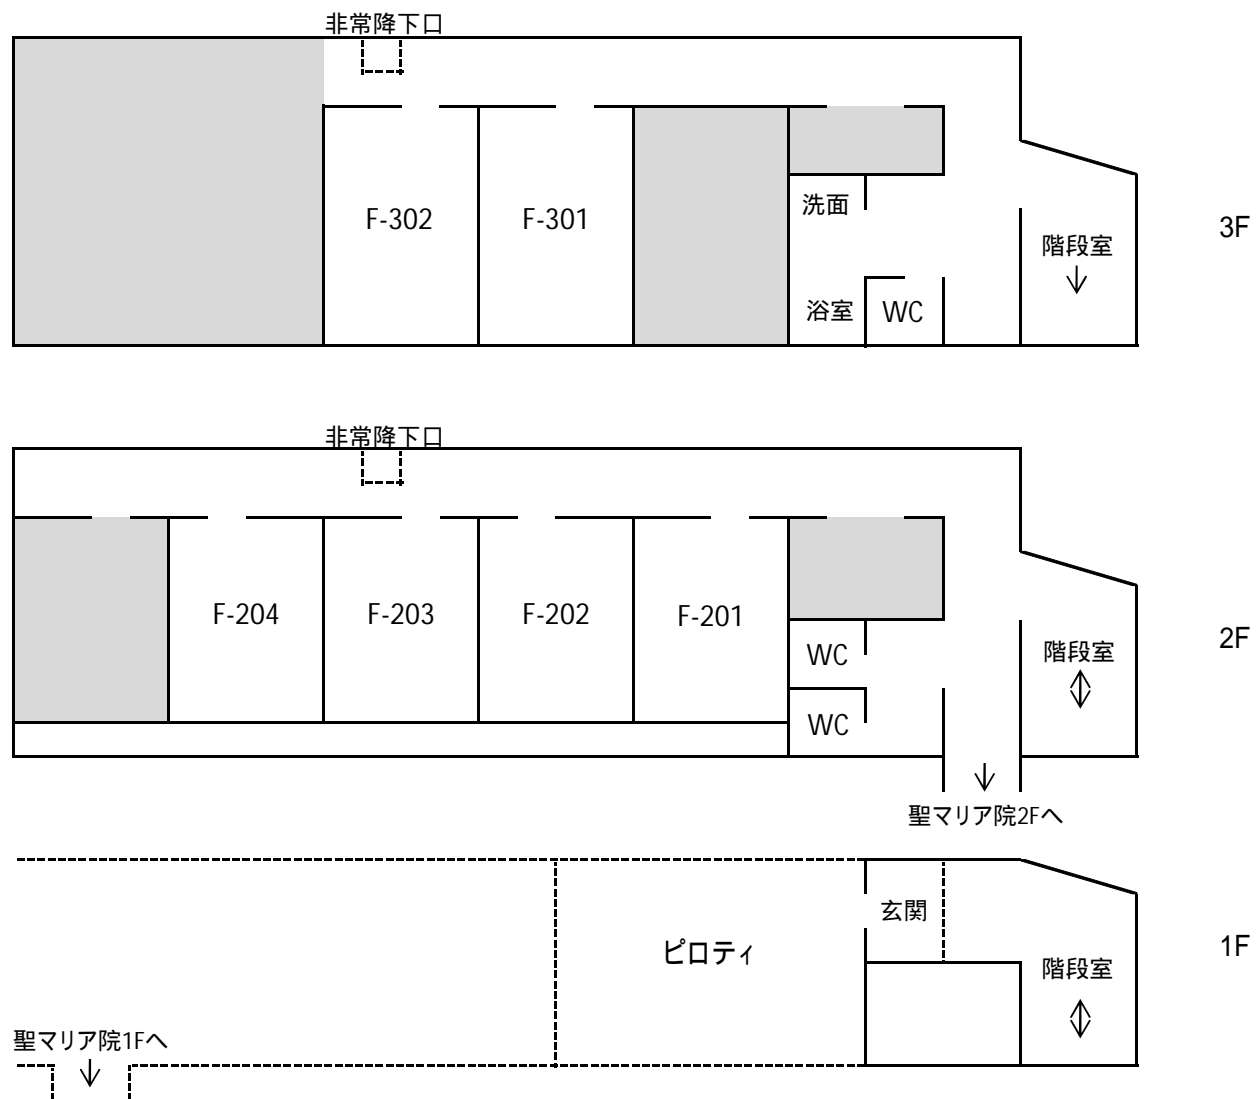 非常降下口
F-302
F-301
洗面
浴室
WC
階段室
3F
非常降下口
F-204
F-203
F-202
F-201
WC
WC
階段室
2F
聖マリア院2Fへ
玄関
ピロティ
階段室
1F
聖マリア院1Fへ